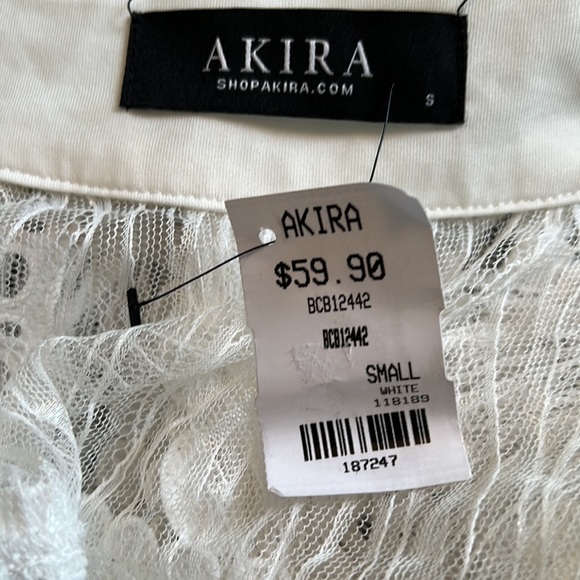 AKIRA
SHOPAKIRA.COM
S
AKIRA
$59.90
BCB12442
BCB12442
SMALL
WHITE
118189
187247